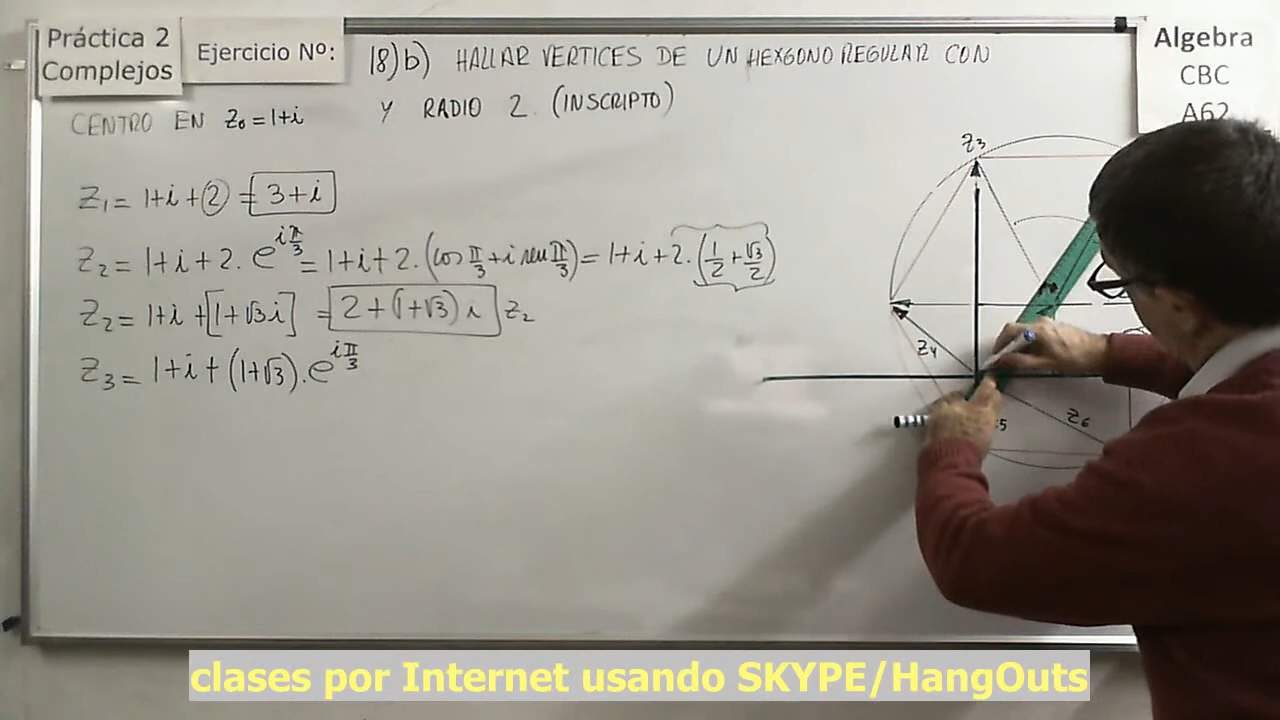 Práctica 2
Complejos
Ejercicio Nº:
18)b) HALLAR VERTICES DE UN HEXGONO REGULAR CON
CENTRO EN Z₀=1+i Y RADIO 2. (INSCRIPTO)
Algebra
CBC
A62
Z₁= 1+i+2 = 3+i
Z₂= 1+i+2. e^(iπ/3) = 1+i+2.(cos π/3 + i sen π/3) = 1+i+2.(1/2 + √3/2)
Z₂= 1+i+[1+√3i] = 2+(1+√3)i Z₂
Z₃= 1+i+(1+√3).e^(iπ/3)
Z₃
Z₄
Z₆
clases por Internet usando SKYPE/HangOuts